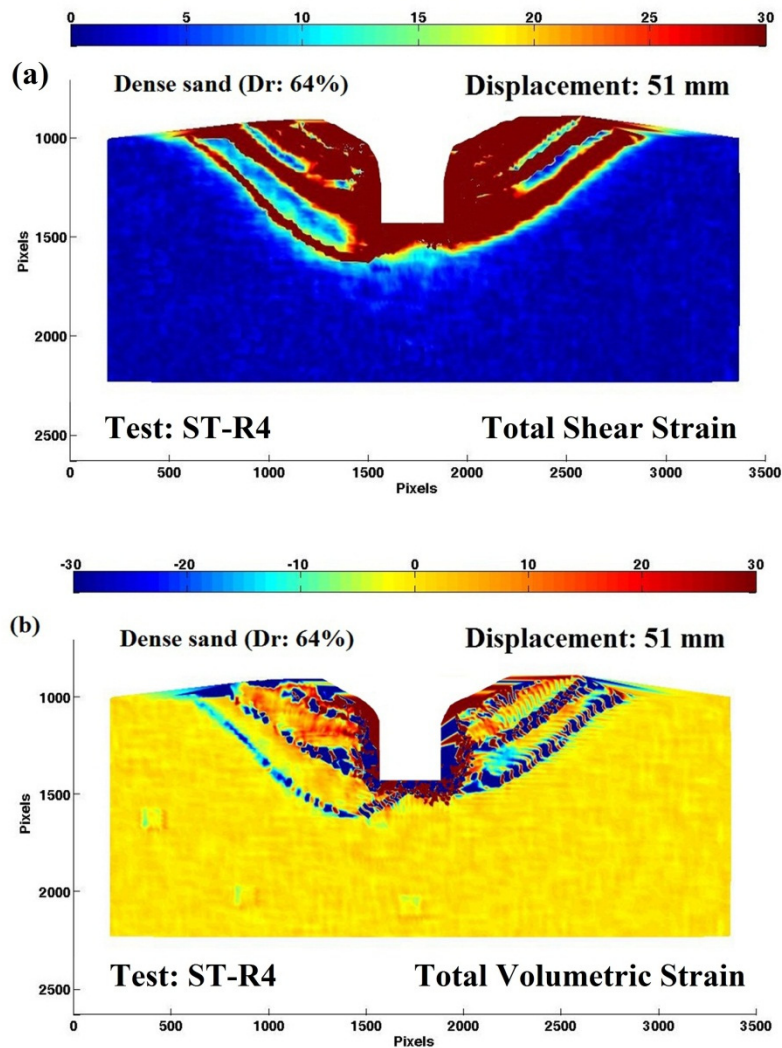 0 5 10 15 20 25 30
(a)
Dense sand (Dr: 64%) Displacement: 51 mm
1000
1500
2000
2500
Pixels
Test: ST-R4 Total Shear Strain
0 500 1000 1500 2000 2500 3000 3500
Pixels
-30 -20 -10 0 10 20 30
(b)
Dense sand (Dr: 64%) Displacement: 51 mm
1000
1500
2000
2500
Pixels
Test: ST-R4 Total Volumetric Strain
0 500 1000 1500 2000 2500 3000 3500
Pixels